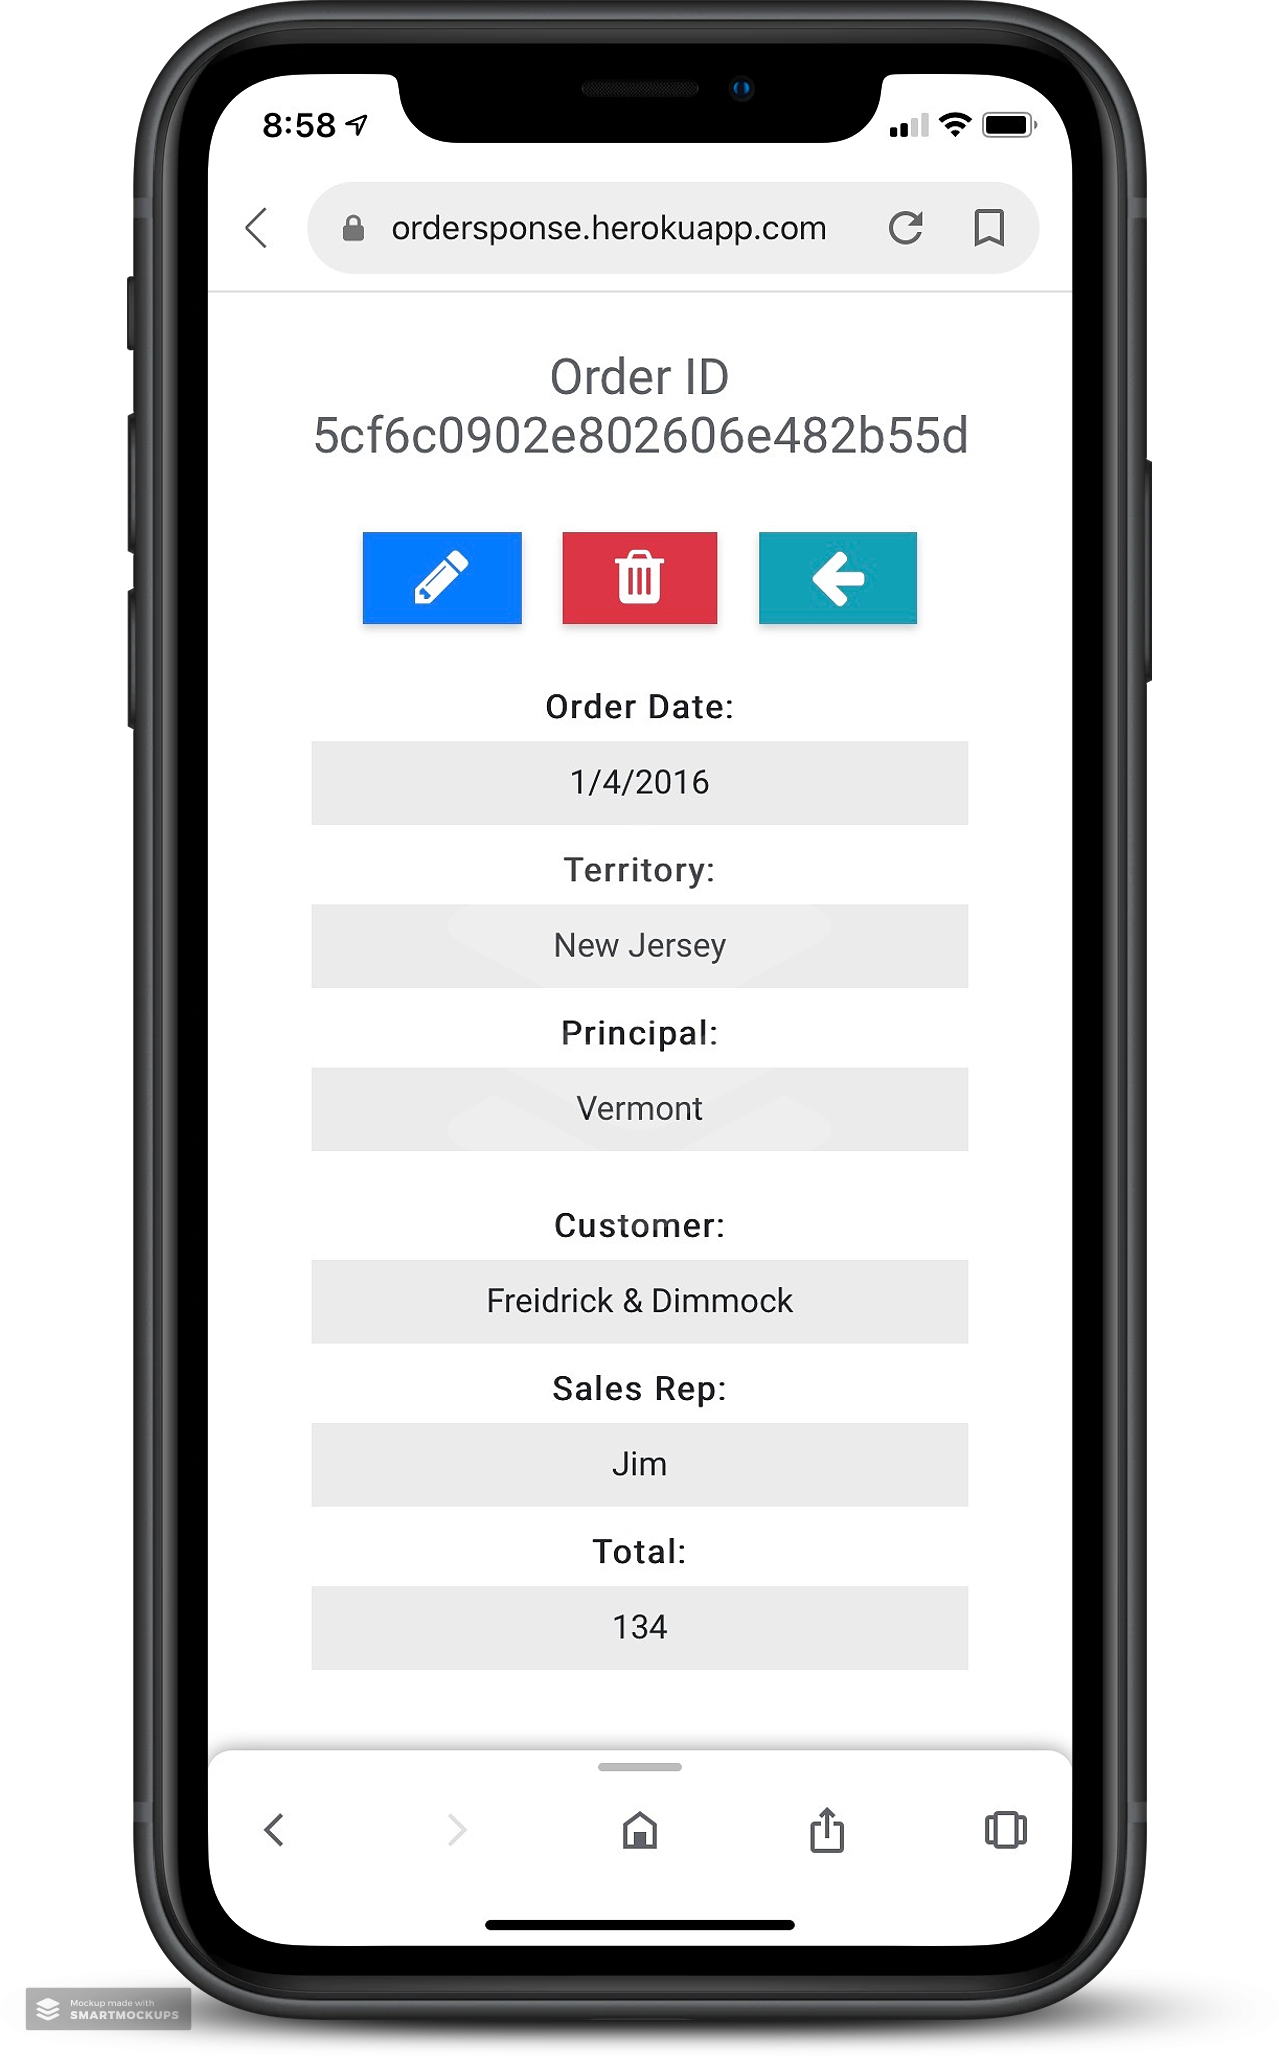 8:58
ordersponse.herokuapp.com
Order ID
5cf6c0902e802606e482b55d
Order Date:
1/4/2016
Territory:
New Jersey
Principal:
Vermont
Customer:
Freidrick & Dimmock
Sales Rep:
Jim
Total:
134
Mockup made with
SMARTMOCKUPS